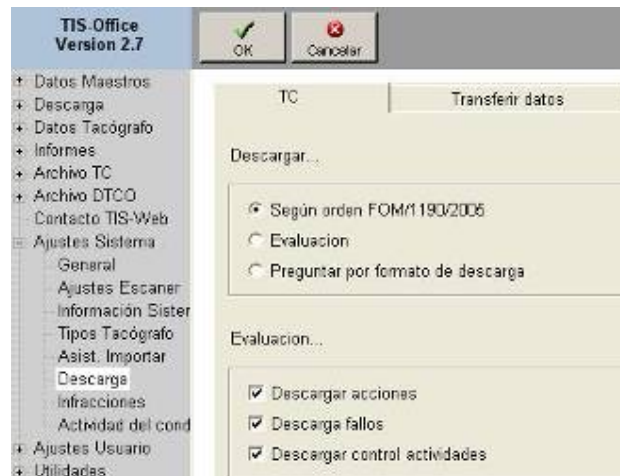 TIS-Office
Version 2.7
OK
Cancelar
Datos Maestros
Descarga
Datos Tacógrafo
Informes
Archivo TC
Archivo DTCO
Contacto TIS-Web
Ajustes Sistema
General
Ajustes Escaner
Información Sister
Tipos Tacógrafo
Asist. Importar
Descarga
Infracciones
Actividad del cond
Ajustes Usuario
Utilidades
TC
Transferir datos
Descargar...
Según orden FOM/1190/2005
Evaluacion
Preguntar por formato de descarga
Evaluacion...
Descargar acciones
Descarga fallos
Descargar control actividades